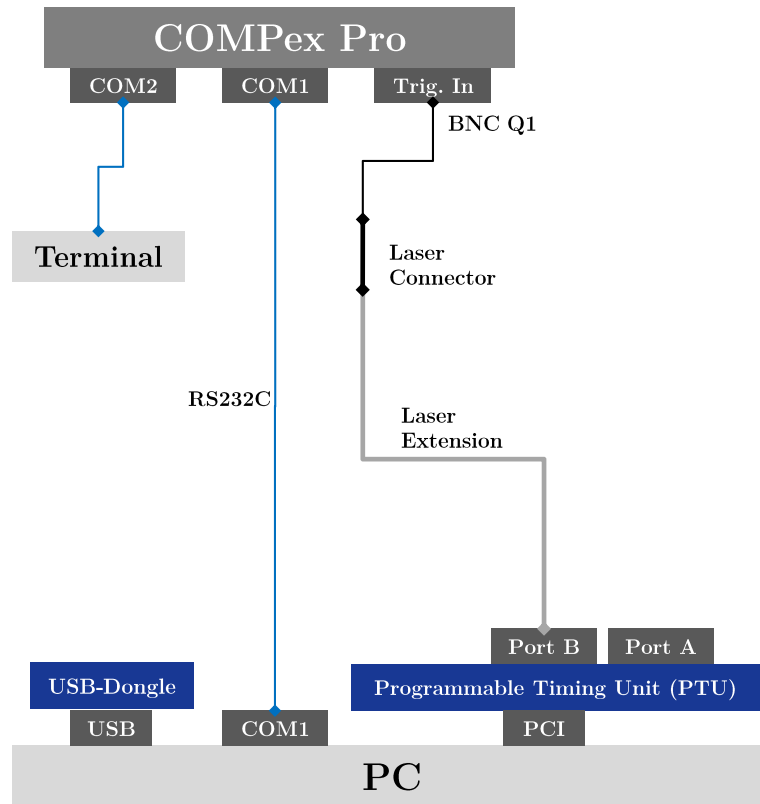 COMPex Pro
COM2
COM1
Trig. In
BNC Q1
Terminal
Laser
Connector
RS232C
Laser
Extension
Port B
Port A
USB-Dongle
Programmable Timing Unit (PTU)
USB
COM1
PCI
PC